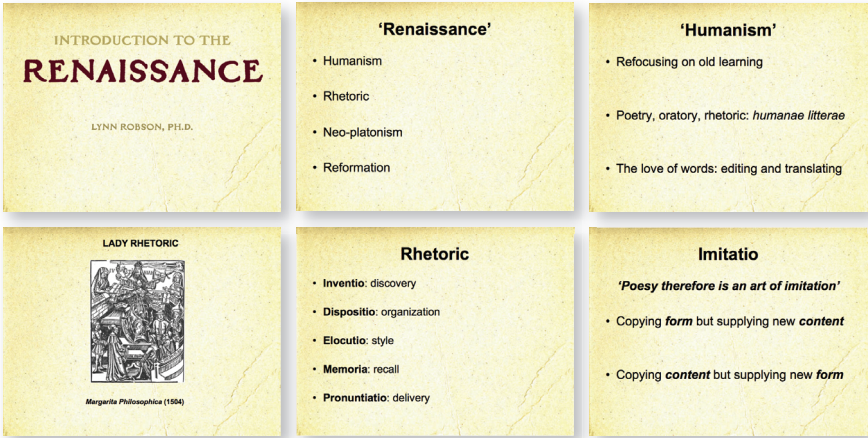 INTRODUCTION TO THE
RENAISSANCE
LYNN ROBSON, PH.D.
‘Renaissance’
• Humanism
• Rhetoric
• Neo-platonism
• Reformation
‘Humanism’
• Refocusing on old learning
• Poetry, oratory, rhetoric: humanae litterae
• The love of words: editing and translating
LADY RHETORIC
Margarita Philosophica (1504)
Rhetoric
• Inventio: discovery
• Dispositio: organization
• Elocutio: style
• Memoria: recall
• Pronuntiatio: delivery
Imitatio
‘Poesy therefore is an art of imitation’
• Copying form but supplying new content
• Copying content but supplying new form